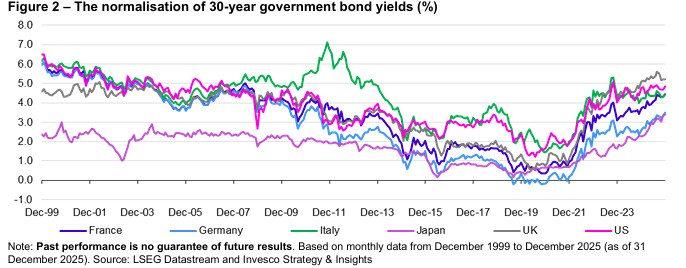 Figure 2 – The normalisation of 30-year government bond yields (%)
8.0
7.0
6.0
5.0
4.0
3.0
2.0
1.0
0.0
-1.0
Dec-99 Dec-01 Dec-03 Dec-05 Dec-07 Dec-09 Dec-11 Dec-13 Dec-15 Dec-17 Dec-19 Dec-21 Dec-23
France Germany Italy Japan UK US
Note: Past performance is no guarantee of future results. Based on monthly data from December 1999 to December 2025 (as of 31
December 2025). Source: LSEG Datastream and Invesco Strategy & Insights